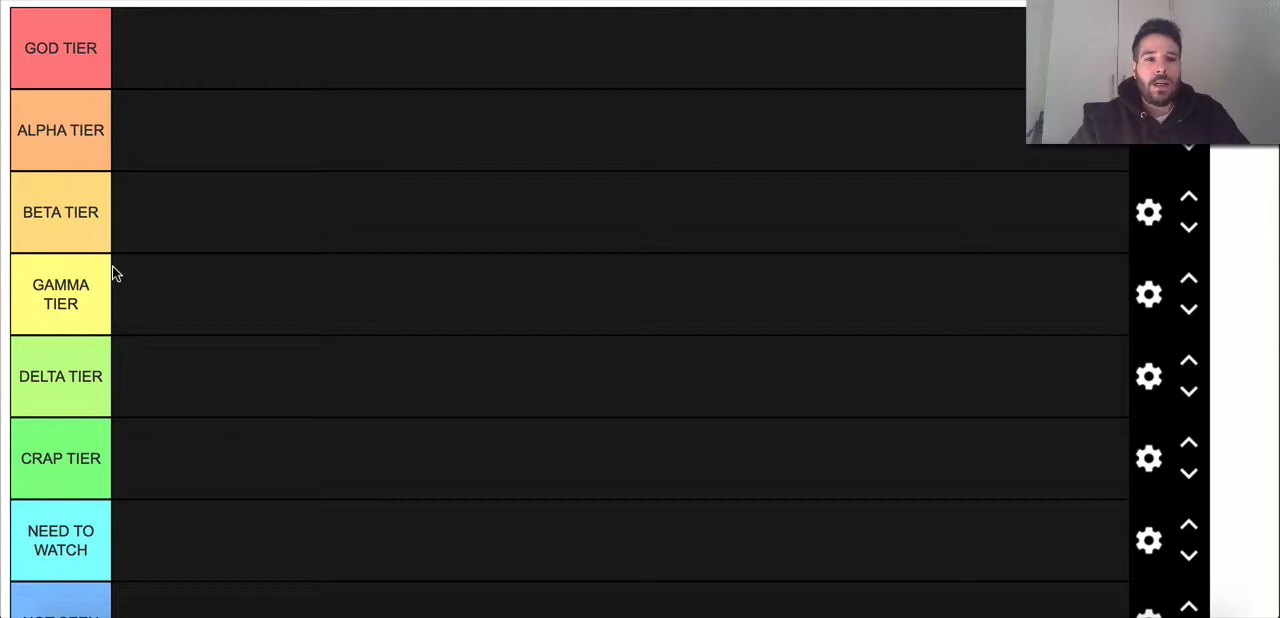 GOD TIER
ALPHA TIER
BETA TIER
GAMMA
TIER
DELTA TIER
CRAP TIER
NEED TO
WATCH